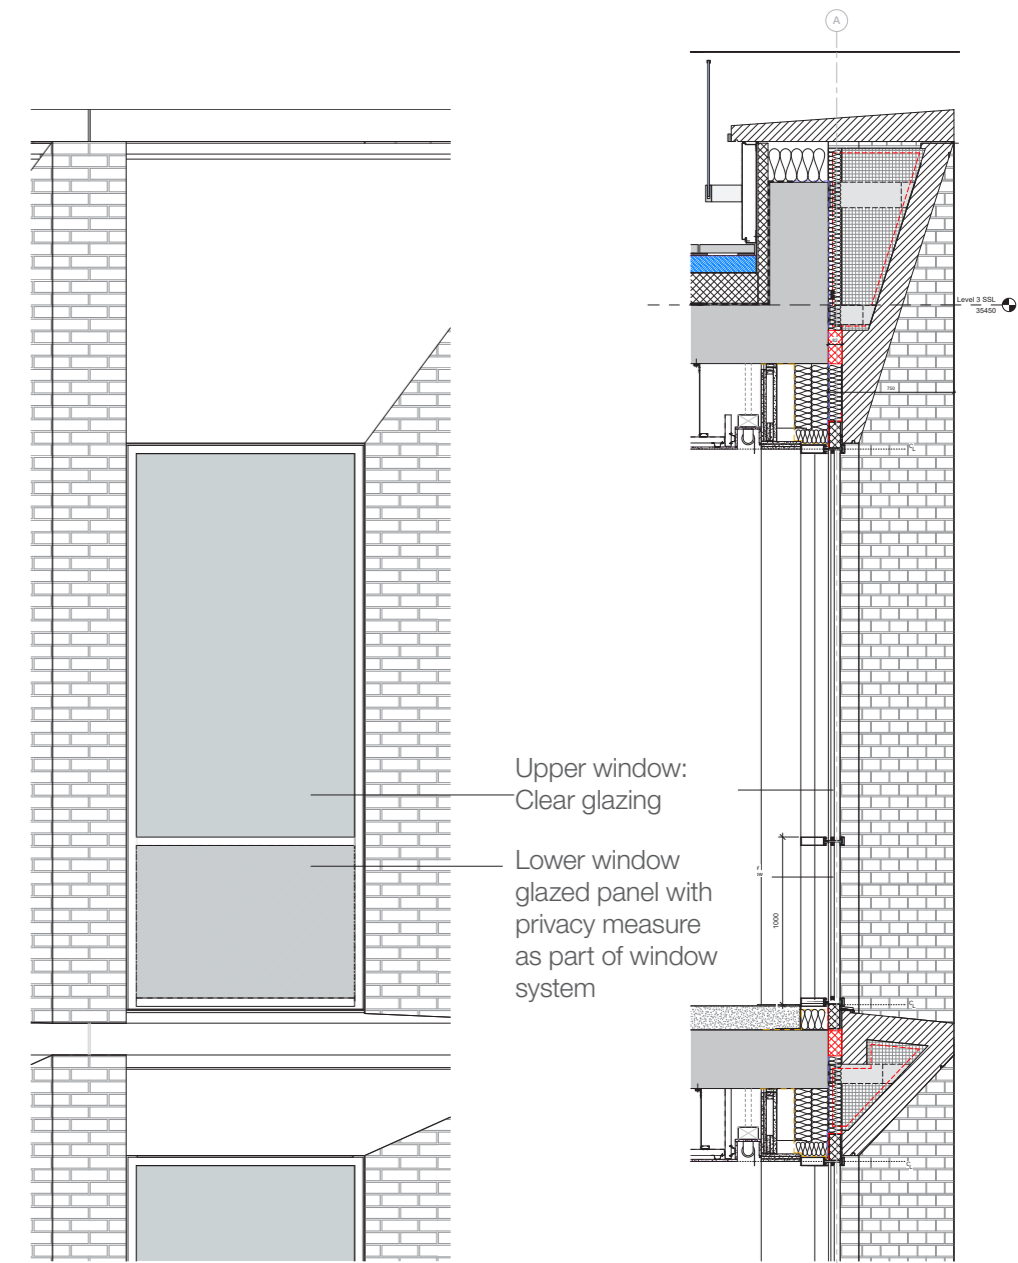 A
Level 3 SSL
35450
750
Upper window:
Clear glazing
Lower window
glazed panel with
privacy measure
as part of window
system
1000